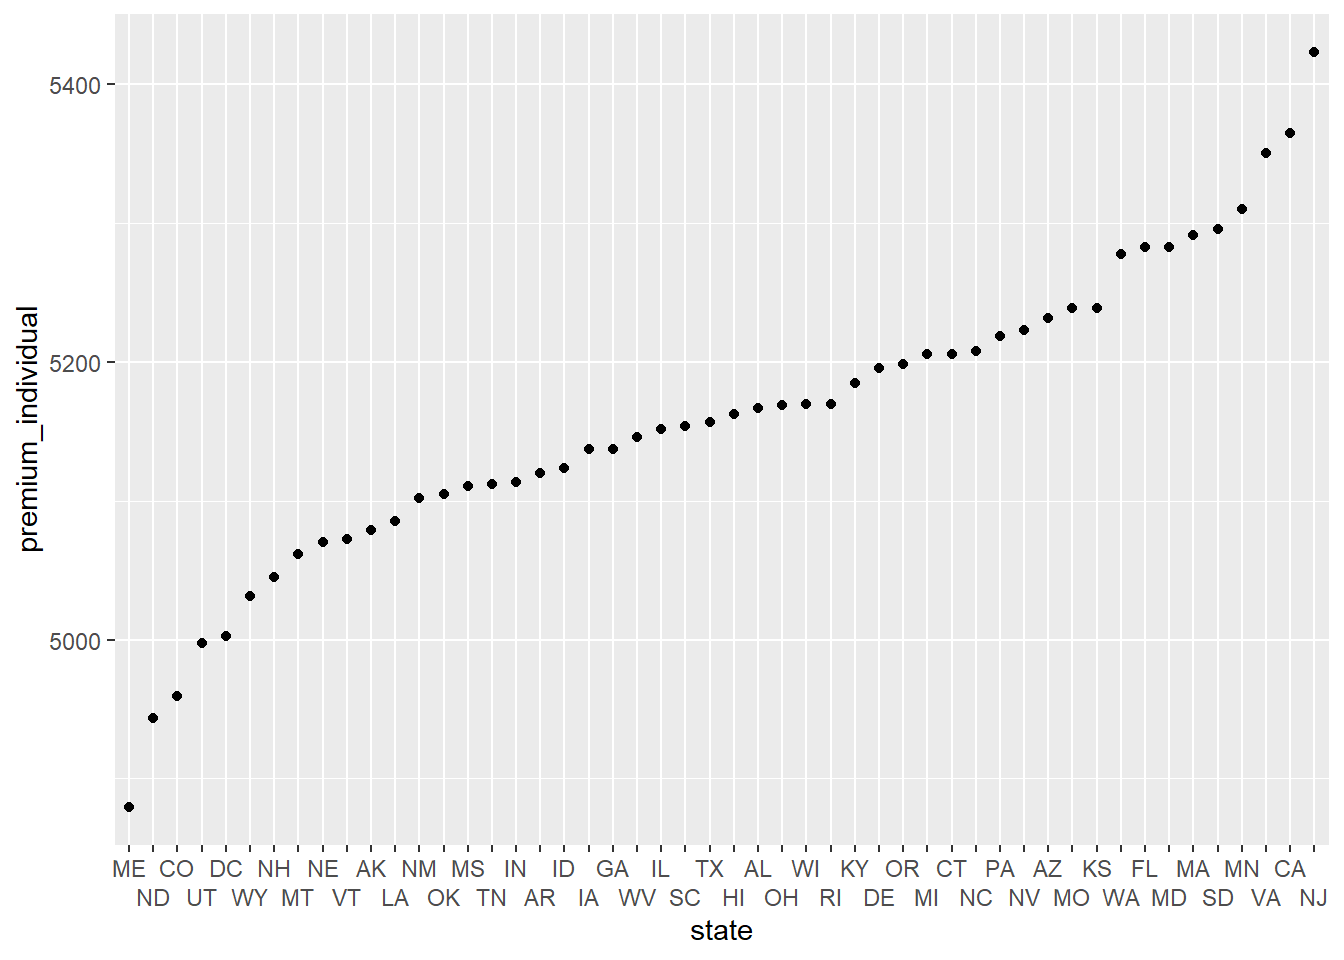 5400
5200
5000
premium_individual
ME CO DC NH NE AK NM MS IN ID GA IL TX AL WI KY OR CT PA AZ KS FL MA MN CA
ND UT WY MT VT LA OK TN AR IA WV SC HI OH RI DE MI NC NV MO WA MD SD VA NJ
state